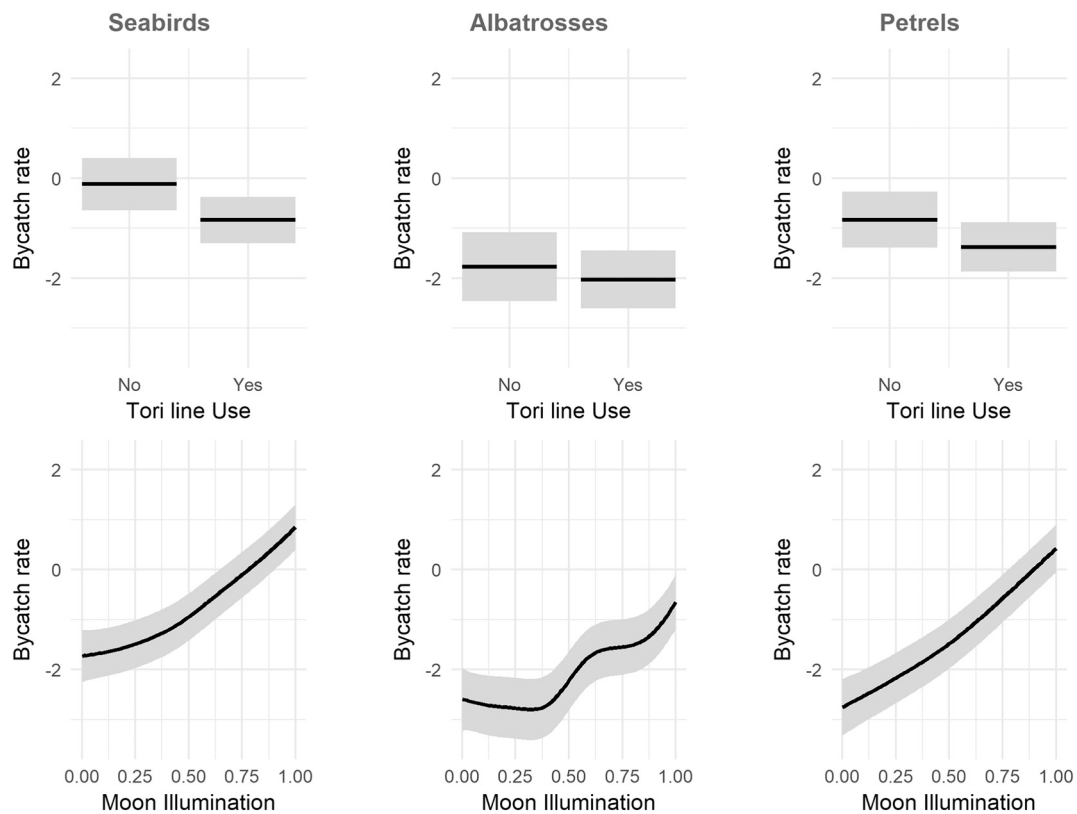 Seabirds
Albatrosses
Petrels
Bycatch rate
2
0
-2
No
Yes
Tori line Use
Bycatch rate
2
0
-2
No
Yes
Tori line Use
Bycatch rate
2
0
-2
No
Yes
Tori line Use
Bycatch rate
2
0
-2
0.00 0.25 0.50 0.75 1.00
Moon Illumination
Bycatch rate
2
0
-2
0.00 0.25 0.50 0.75 1.00
Moon Illumination
Bycatch rate
2
0
-2
0.00 0.25 0.50 0.75 1.00
Moon Illumination